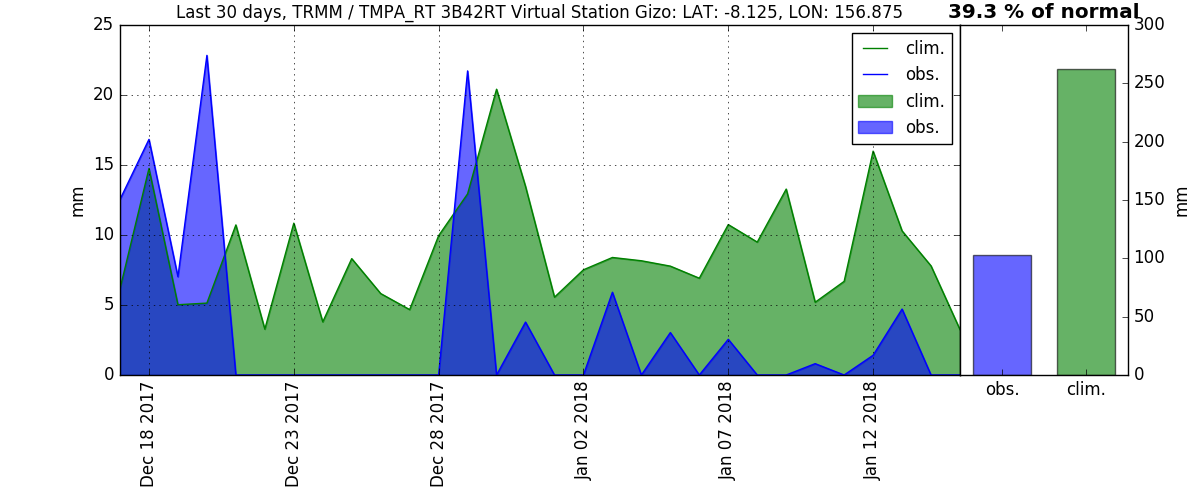 Last 30 days, TRMM / TMPA_RT 3B42RT Virtual Station Gizo: LAT: -8.125, LON: 156.875
39.3 % of normal
25
20
15
10
5
0
mm
clim.
obs.
clim.
obs.
300
250
200
150
100
50
0
mm
Dec 18 2017
Dec 23 2017
Dec 28 2017
Jan 02 2018
Jan 07 2018
Jan 12 2018
obs.
clim.